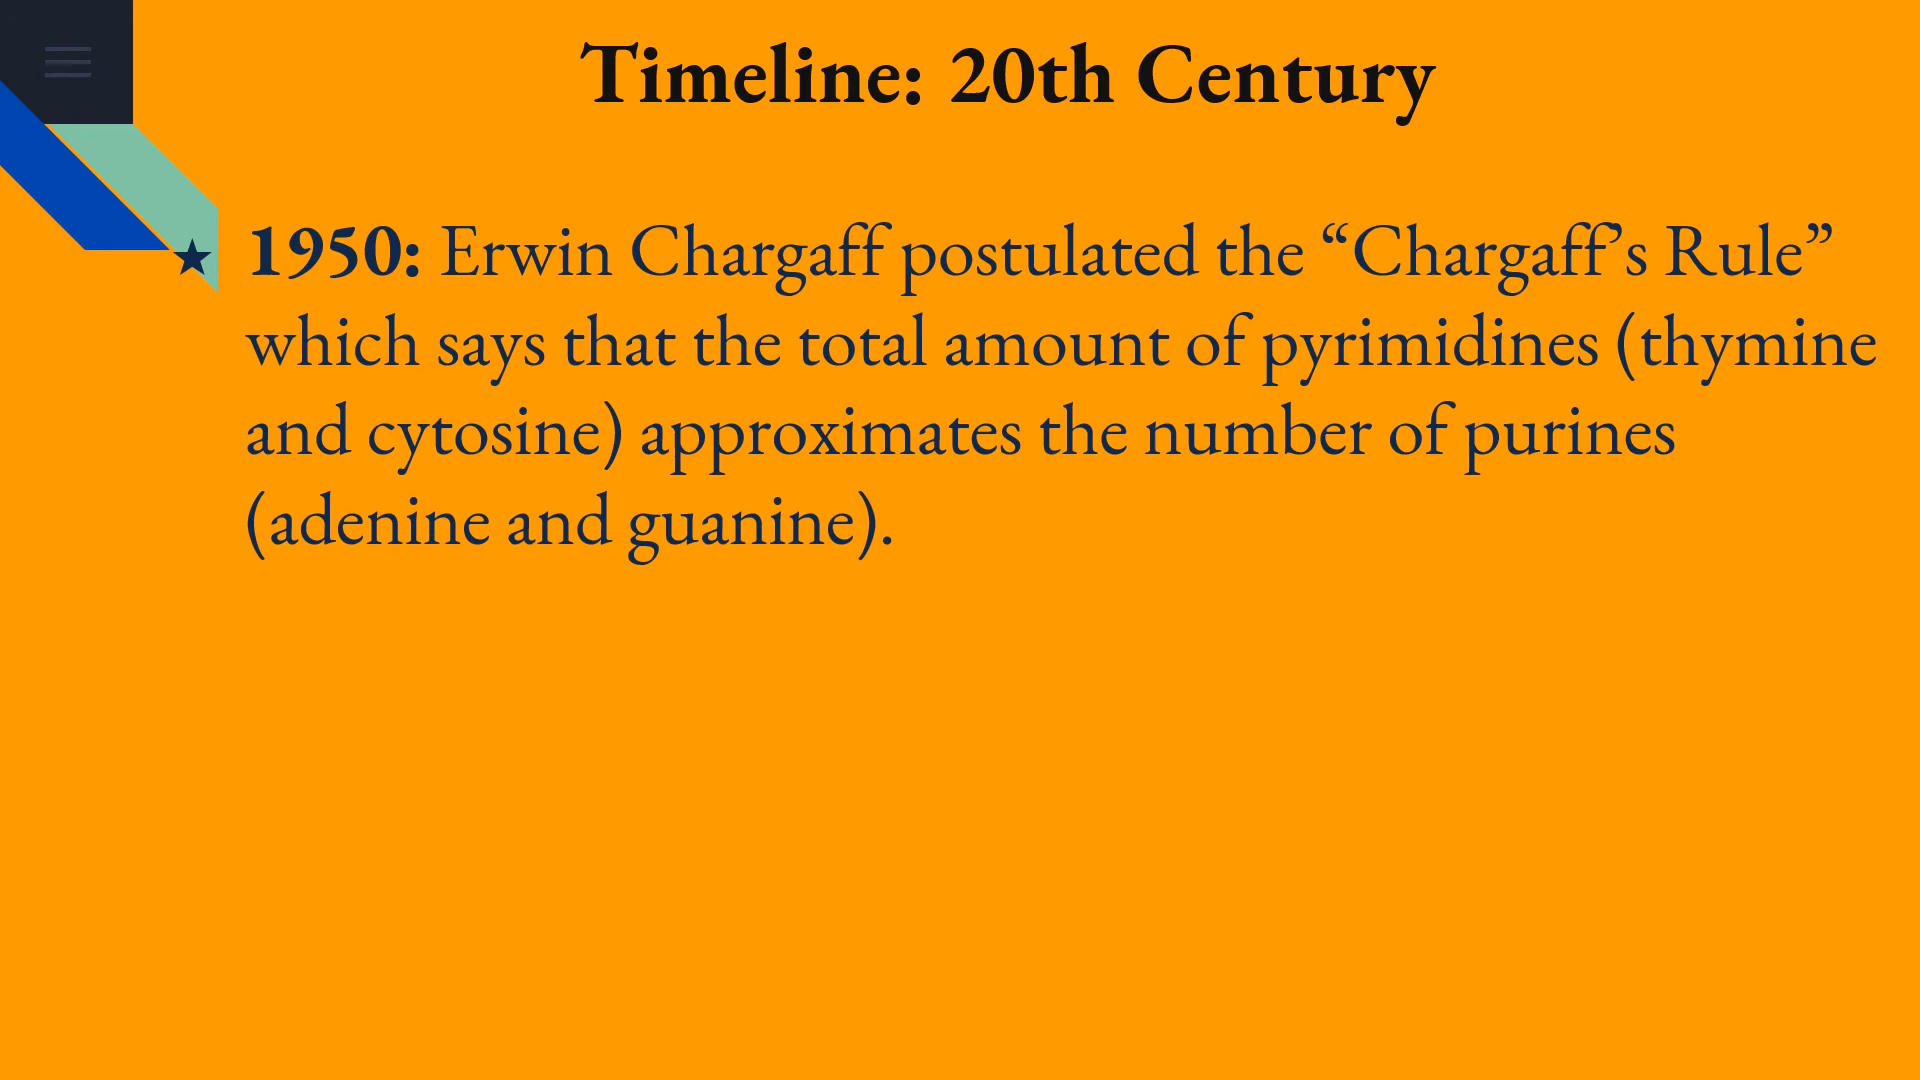 Timeline: 20th Century
1950: Erwin Chargaff postulated the “Chargaff’s Rule”
which says that the total amount of pyrimidines (thymine
and cytosine) approximates the number of purines
(adenine and guanine).